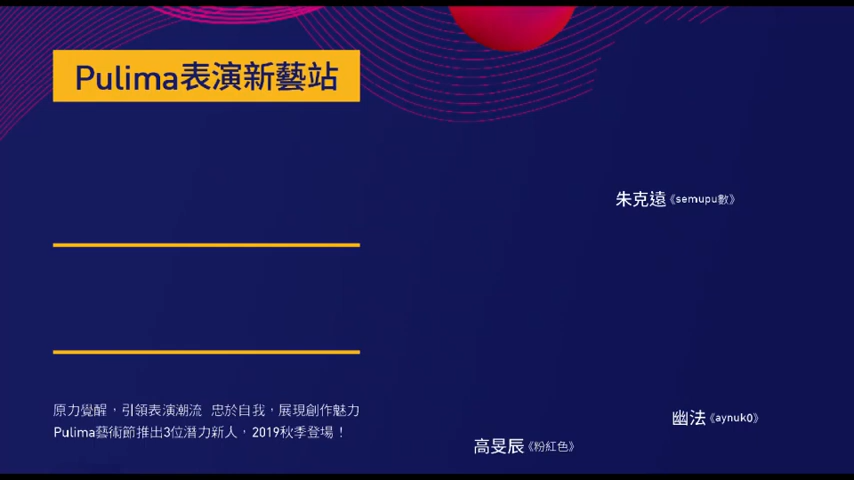 Pulima表演新藝站
朱克遠《semupu數》
原力覺醒，引領表演潮流 忠於自我，展現創作魅力
Pulima藝術節推出3位潛力新人，2019秋季登場！
幽法《aynuk0》
高旻辰《粉紅色》